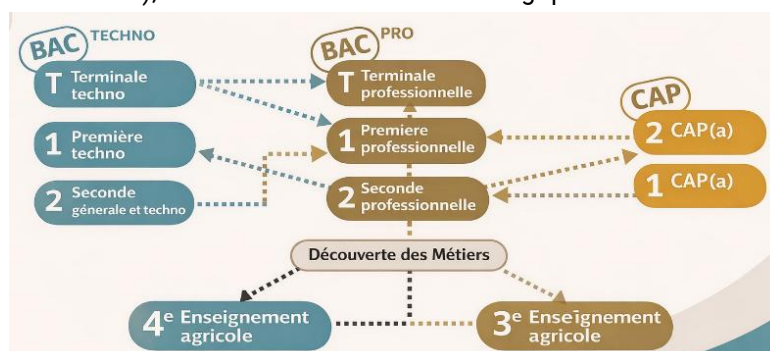 BAC TECHNO
T Terminale
techno
1 Première
techno
2 Seconde
génerale et techno
BAC PRO
T Terminale
professionnelle
1 Premiere
professionnelle
2 Seconde
professionnelle
CAP
2 CAP(a)
1 CAP(a)
Découverte des Métiers
4e Enseignement
agricole
3e Enseignement
agricole